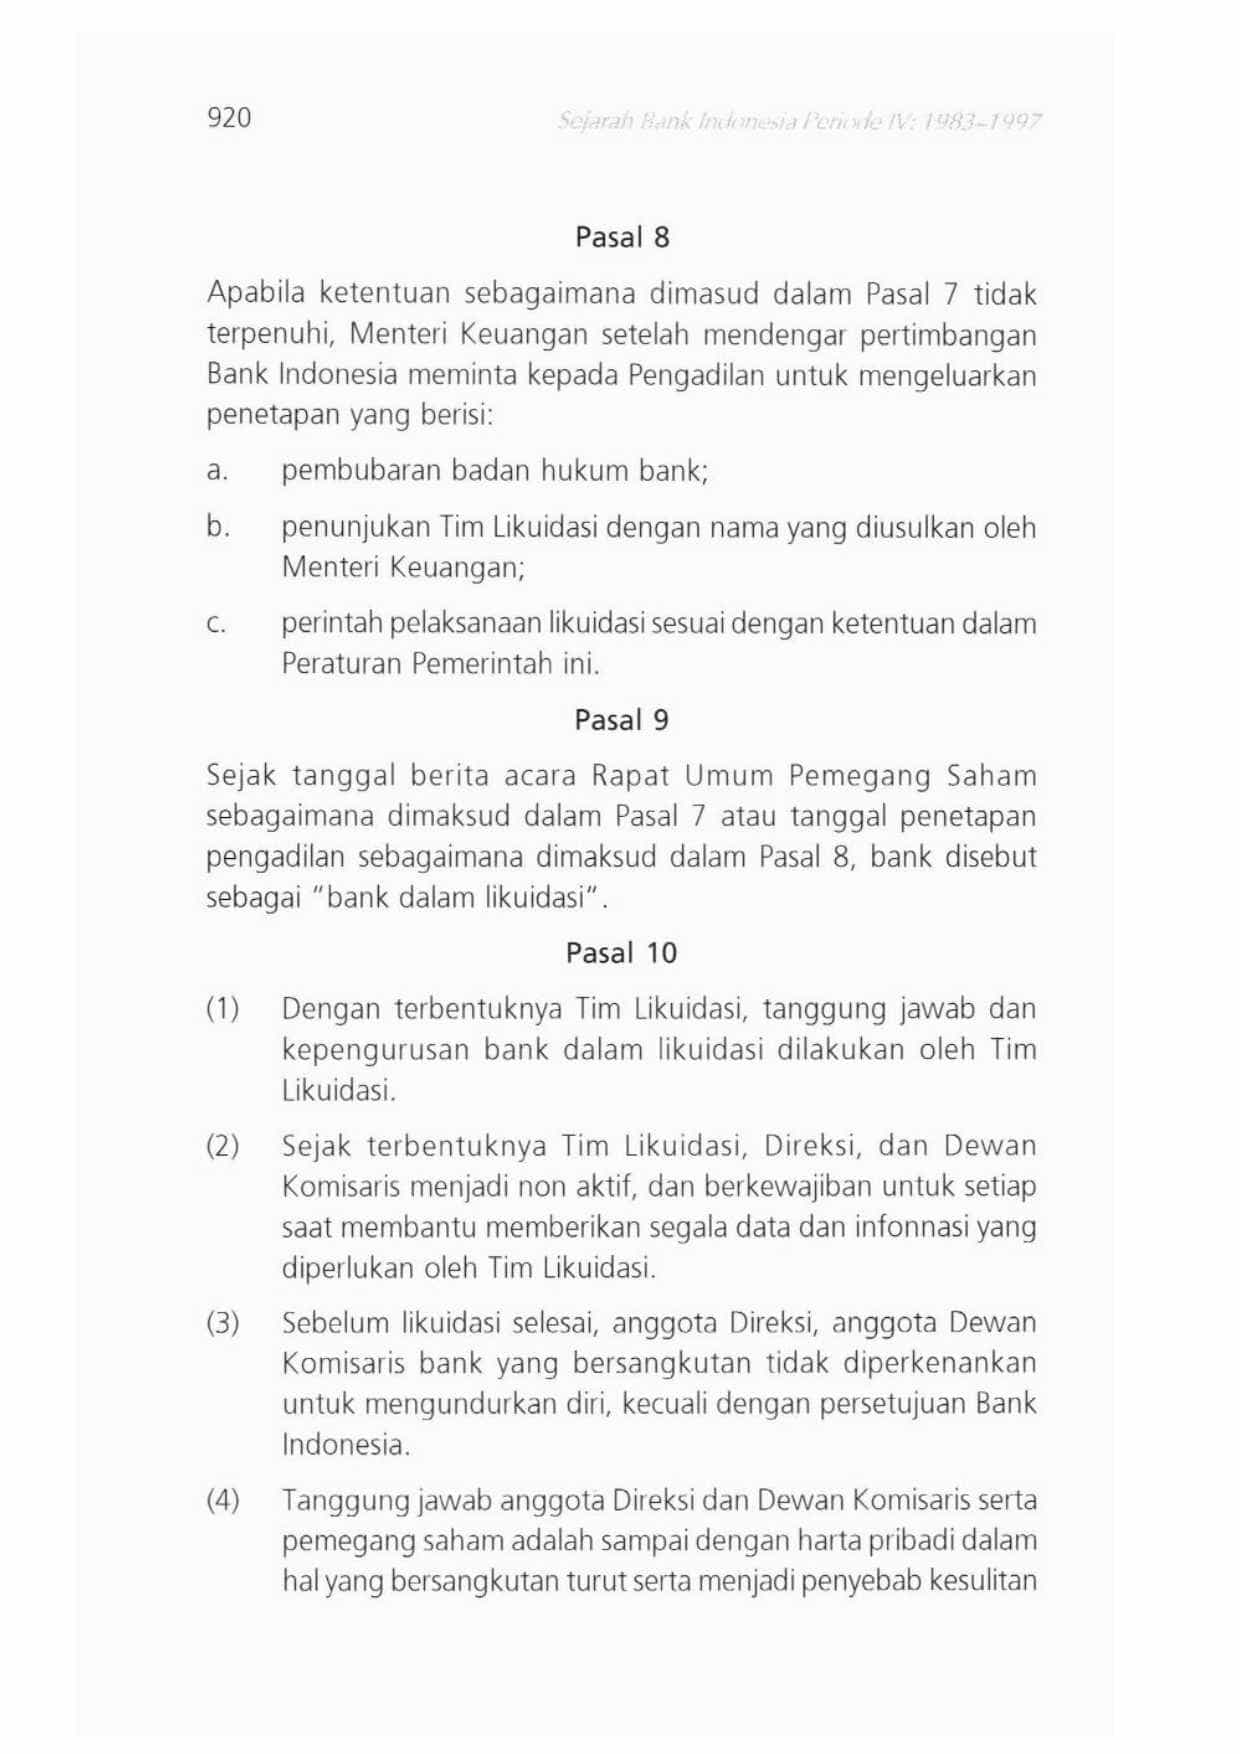 920
Sejarah Bank Indonesia Periode IV: 1983–1997
Pasal 8
Apabila ketentuan sebagaimana dimasud dalam Pasal 7 tidak
terpenuhi, Menteri Keuangan setelah mendengar pertimbangan
Bank Indonesia meminta kepada Pengadilan untuk mengeluarkan
penetapan yang berisi:
a. pembubaran badan hukum bank;
b. penunjukan Tim Likuidasi dengan nama yang diusulkan oleh
Menteri Keuangan;
c. perintah pelaksanaan likuidasi sesuai dengan ketentuan dalam
Peraturan Pemerintah ini.
Pasal 9
Sejak tanggal berita acara Rapat Umum Pemegang Saham
sebagaimana dimaksud dalam Pasal 7 atau tanggal penetapan
pengadilan sebagaimana dimaksud dalam Pasal 8, bank disebut
sebagai "bank dalam likuidasi".
Pasal 10
(1) Dengan terbentuknya Tim Likuidasi, tanggung jawab dan
kepengurusan bank dalam likuidasi dilakukan oleh Tim
Likuidasi.
(2) Sejak terbentuknya Tim Likuidasi, Direksi, dan Dewan
Komisaris menjadi non aktif, dan berkewajiban untuk setiap
saat membantu memberikan segala data dan infonnasi yang
diperlukan oleh Tim Likuidasi.
(3) Sebelum likuidasi selesai, anggota Direksi, anggota Dewan
Komisaris bank yang bersangkutan tidak diperkenankan
untuk mengundurkan diri, kecuali dengan persetujuan Bank
Indonesia.
(4) Tanggung jawab anggota Direksi dan Dewan Komisaris serta
pemegang saham adalah sampai dengan harta pribadi dalam
hal yang bersangkutan turut serta menjadi penyebab kesulitan